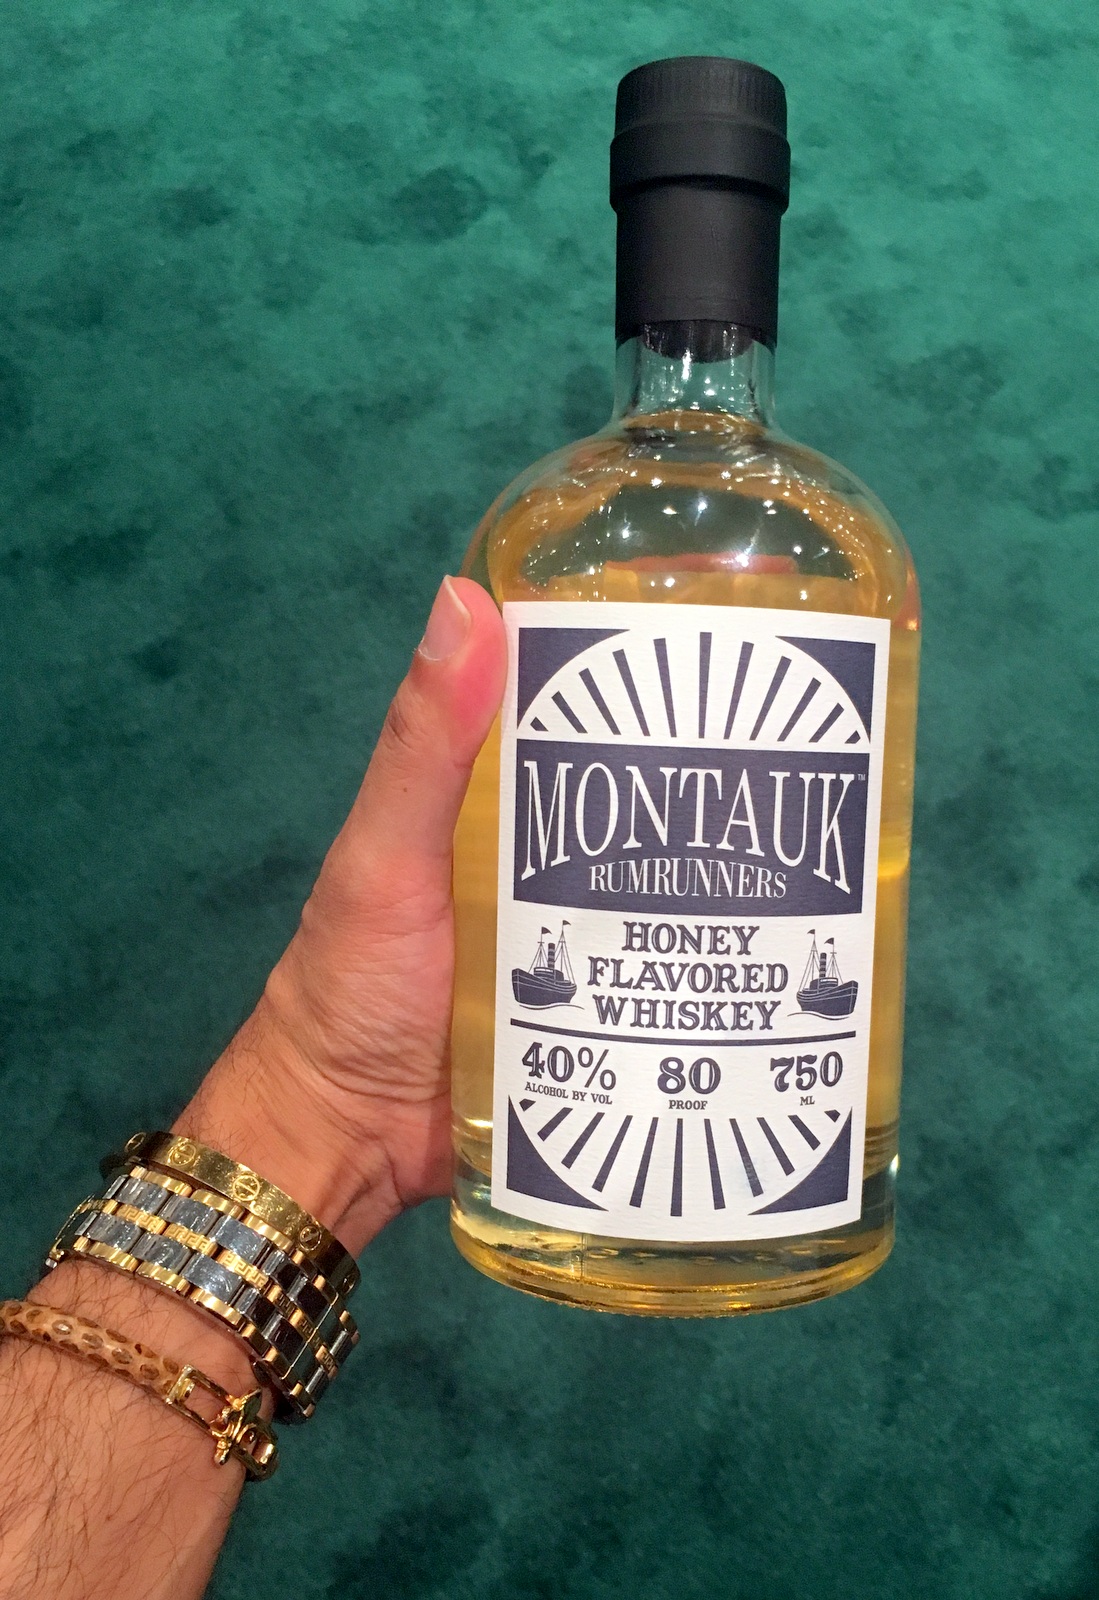 MONTAUK™
RUMRUNNERS
HONEY
FLAVORED
WHISKEY
40% 80 750
ALCOHOL BY VOL PROOF ML